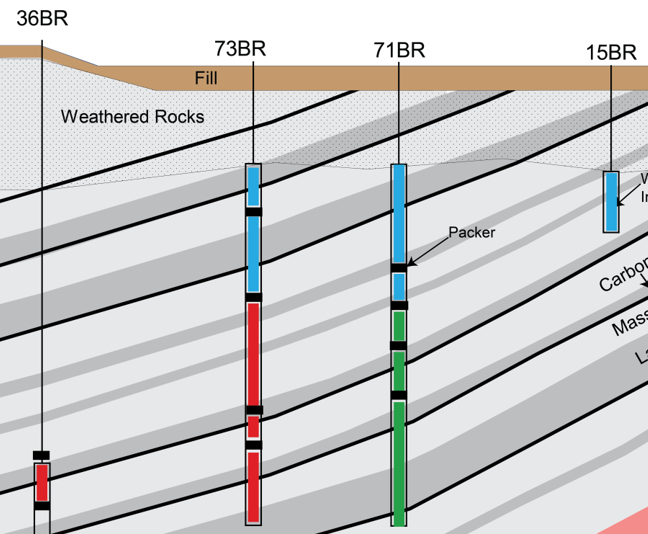 36BR
73BR
71BR
15BR
Fill
Weathered Rocks
Packer